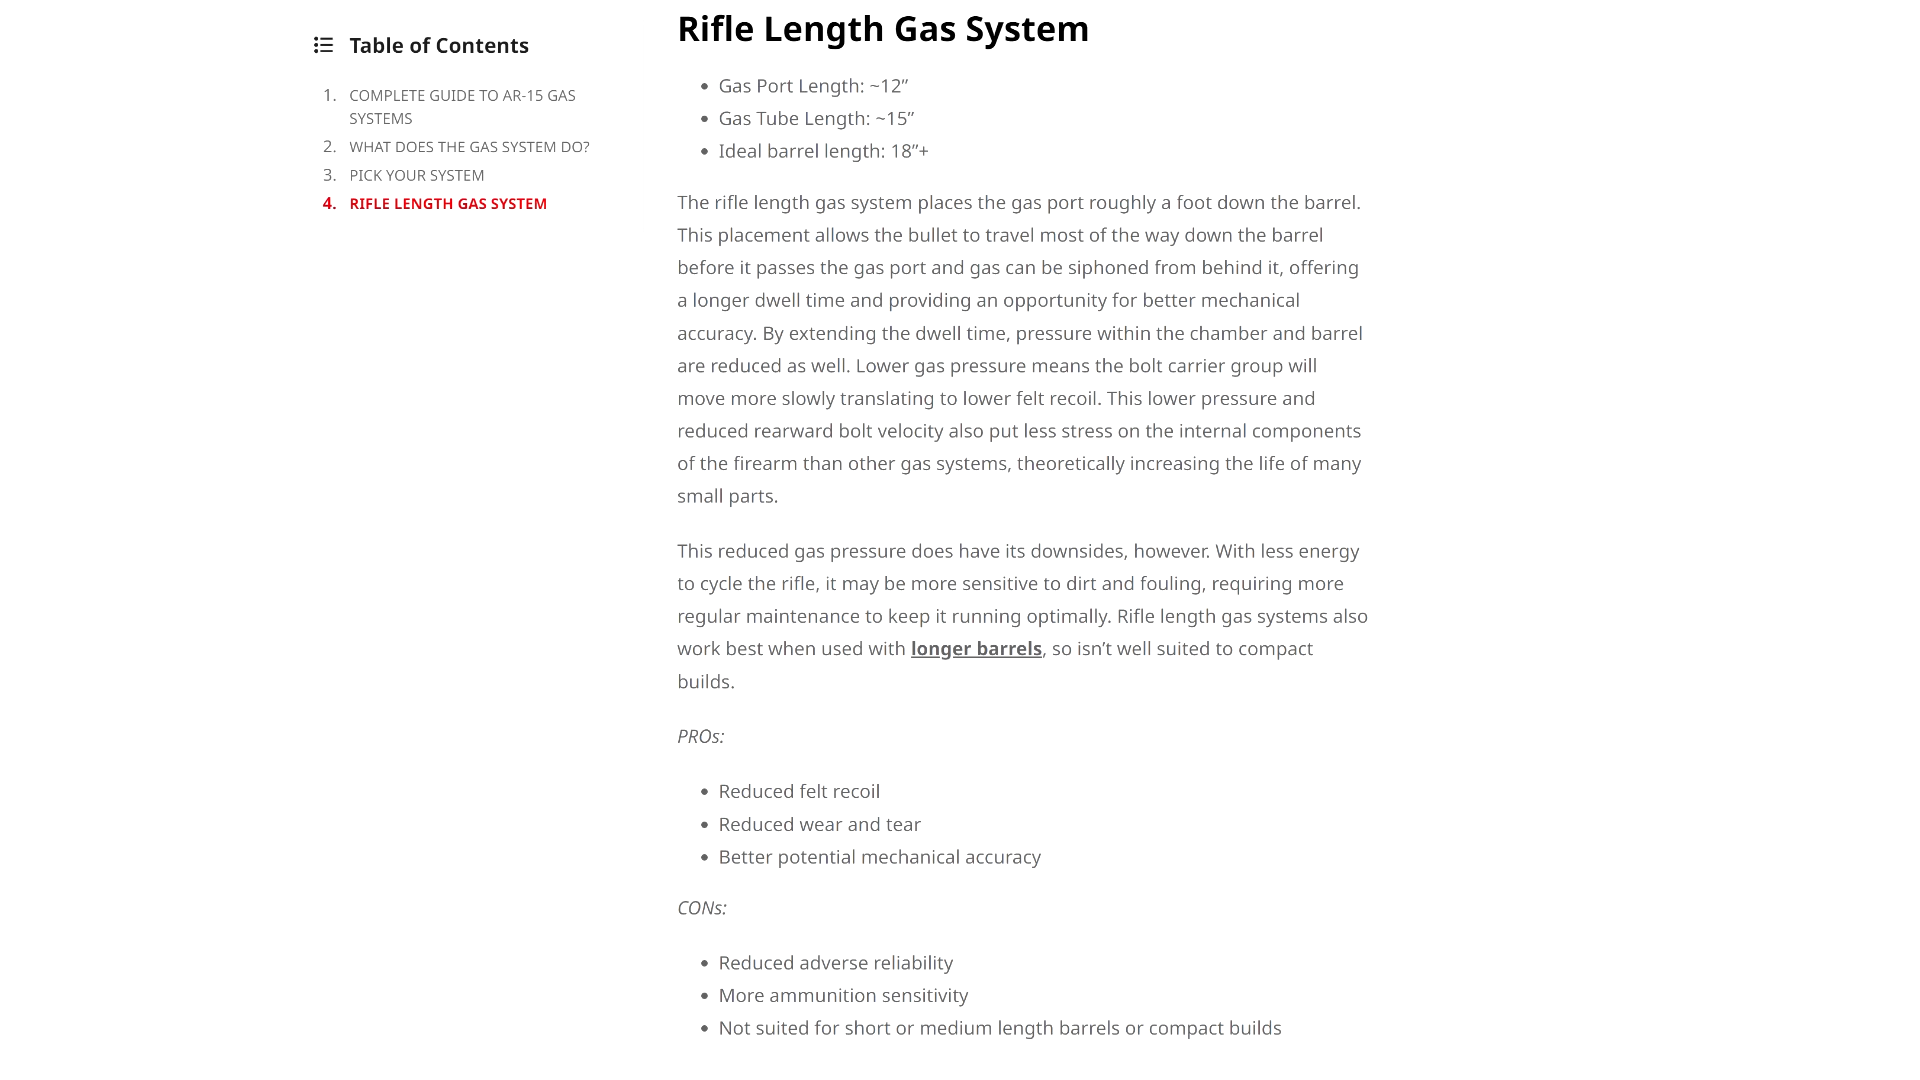 Table of Contents
1. COMPLETE GUIDE TO AR-15 GAS
SYSTEMS
2. WHAT DOES THE GAS SYSTEM DO?
3. PICK YOUR SYSTEM
4. RIFLE LENGTH GAS SYSTEM
Rifle Length Gas System
• Gas Port Length: ~12”
• Gas Tube Length: ~15”
• Ideal barrel length: 18”+
The rifle length gas system places the gas port roughly a foot down the barrel.
This placement allows the bullet to travel most of the way down the barrel
before it passes the gas port and gas can be siphoned from behind it, offering
a longer dwell time and providing an opportunity for better mechanical
accuracy. By extending the dwell time, pressure within the chamber and barrel
are reduced as well. Lower gas pressure means the bolt carrier group will
move more slowly translating to lower felt recoil. This lower pressure and
reduced rearward bolt velocity also put less stress on the internal components
of the firearm than other gas systems, theoretically increasing the life of many
small parts.
This reduced gas pressure does have its downsides, however. With less energy
to cycle the rifle, it may be more sensitive to dirt and fouling, requiring more
regular maintenance to keep it running optimally. Rifle length gas systems also
work best when used with longer barrels, so isn’t well suited to compact
builds.
PROs:
• Reduced felt recoil
• Reduced wear and tear
• Better potential mechanical accuracy
CONs:
• Reduced adverse reliability
• More ammunition sensitivity
• Not suited for short or medium length barrels or compact builds